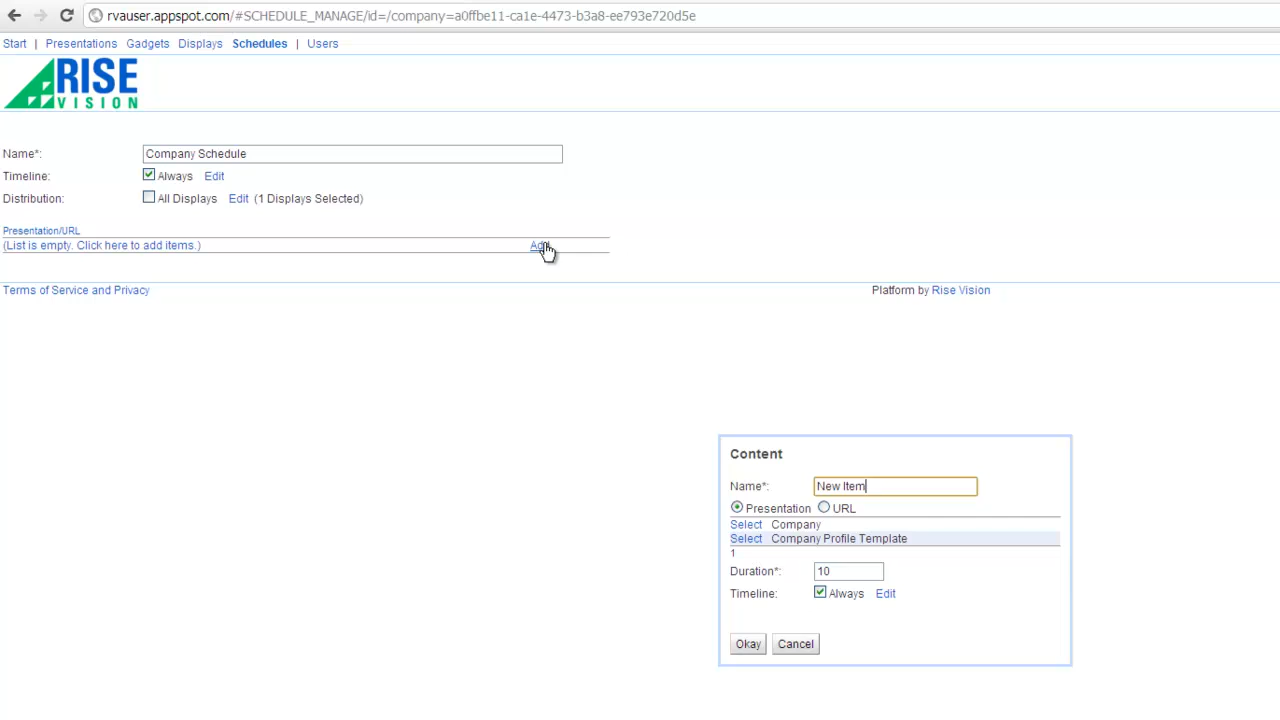 rvauser.appspot.com/#SCHEDULE_MANAGE/id=/company=a0ffbe11-ca1e-4473-b3a8-ee793e720d5e
Start | Presentations Gadgets Displays Schedules | Users
RISE
VISION
Name*: Company Schedule
Timeline: Always Edit
Distribution: All Displays Edit (1 Displays Selected)
Presentation/URL
(List is empty. Click here to add items.) Add
Terms of Service and Privacy Platform by Rise Vision
Content
Name*: New Item
Presentation URL
Select Company
Select Company Profile Template
1
Duration*: 10
Timeline: Always Edit
Okay Cancel